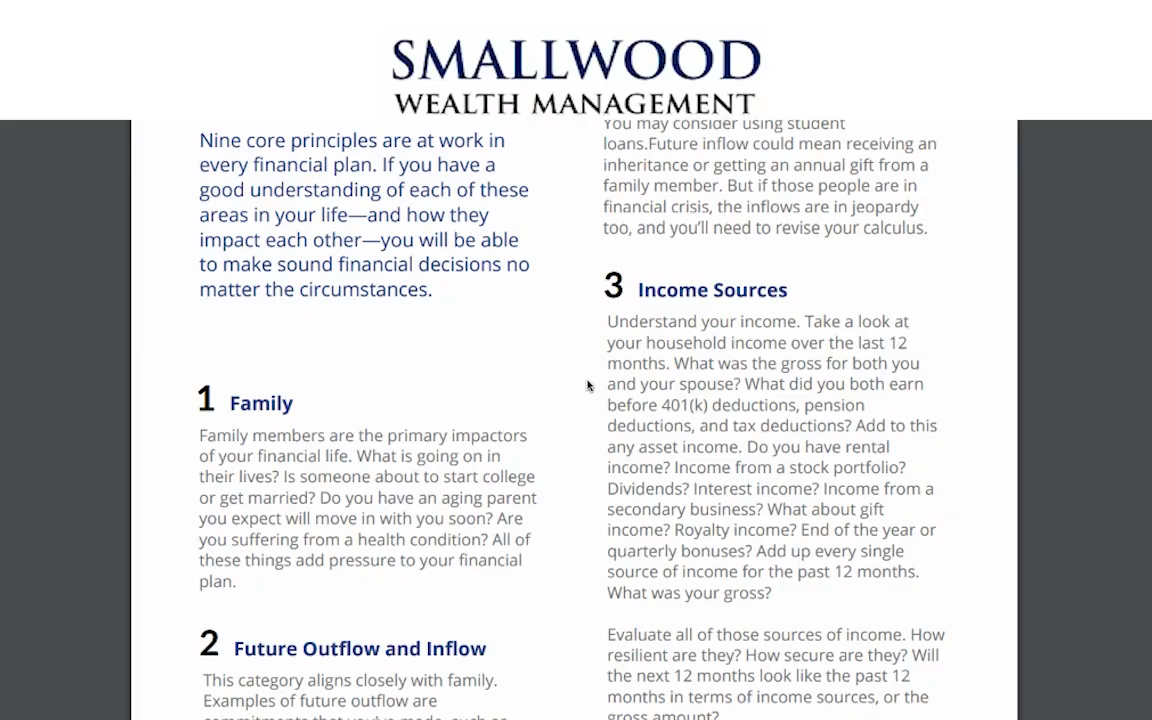 SMALLWOOD
WEALTH MANAGEMENT
Nine core principles are at work in
every financial plan. If you have a
good understanding of each of these
areas in your life—and how they
impact each other—you will be able
to make sound financial decisions no
matter the circumstances.
1 Family
Family members are the primary impactors
of your financial life. What is going on in
their lives? Is someone about to start college
or get married? Do you have an aging parent
you expect will move in with you soon? Are
you suffering from a health condition? All of
these things add pressure to your financial
plan.
2 Future Outflow and Inflow
This category aligns closely with family.
Examples of future outflow are
commitments that you've made, such as
You may consider using student
loans.Future inflow could mean receiving an
inheritance or getting an annual gift from a
family member. But if those people are in
financial crisis, the inflows are in jeopardy
too, and you'll need to revise your calculus.
3 Income Sources
Understand your income. Take a look at
your household income over the last 12
months. What was the gross for both you
and your spouse? What did you both earn
before 401(k) deductions, pension
deductions, and tax deductions? Add to this
any asset income. Do you have rental
income? Income from a stock portfolio?
Dividends? Interest income? Income from a
secondary business? What about gift
income? Royalty income? End of the year or
quarterly bonuses? Add up every single
source of income for the past 12 months.
What was your gross?
Evaluate all of those sources of income. How
resilient are they? How secure are they? Will
the next 12 months look like the past 12
months in terms of income sources, or the
gross amount?